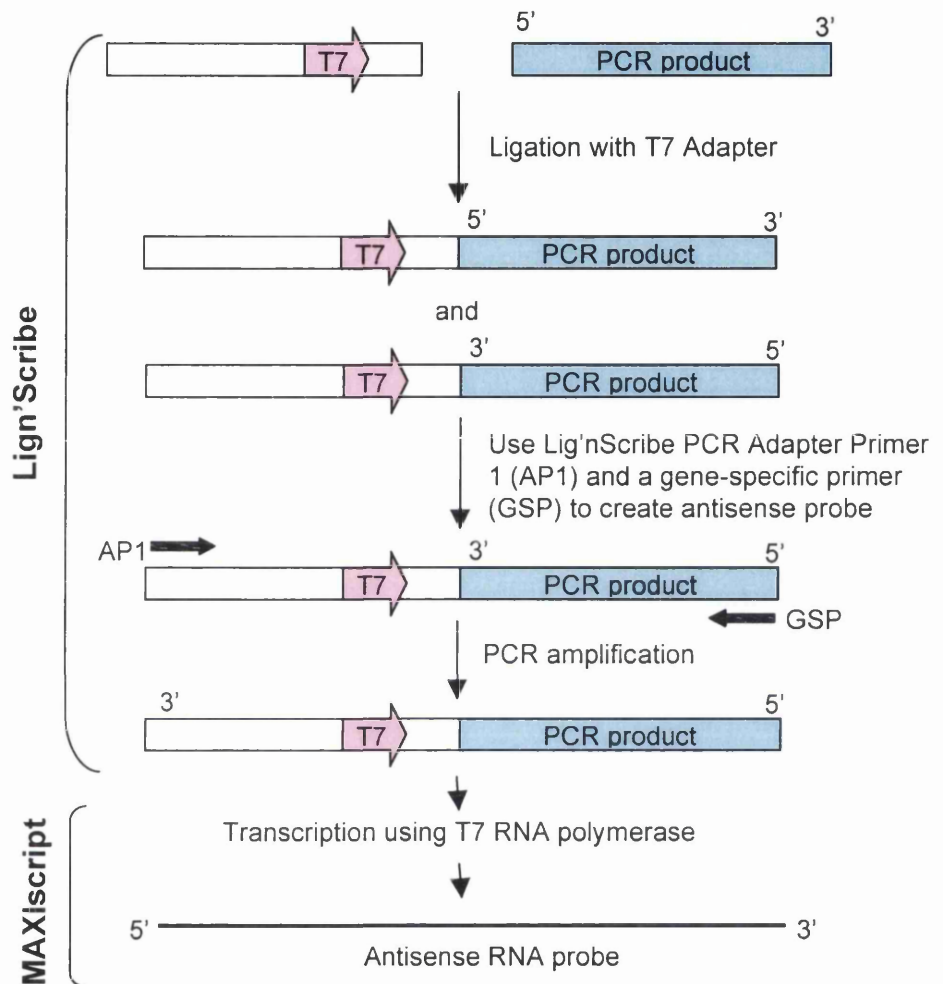 5’ 3’
T7 PCR product
Ligation with T7 Adapter
5’ 3’
T7 PCR product
and
3’ 5’
T7 PCR product
Use Lig’nScribe PCR Adapter Primer
1 (AP1) and a gene-specific primer
(GSP) to create antisense probe
AP1 3’ 5’
T7 PCR product
GSP
PCR amplification
3’ 5’
T7 PCR product
Lign’Scribe
Transcription using T7 RNA polymerase
5’ 3’
Antisense RNA probe
MAXIscript